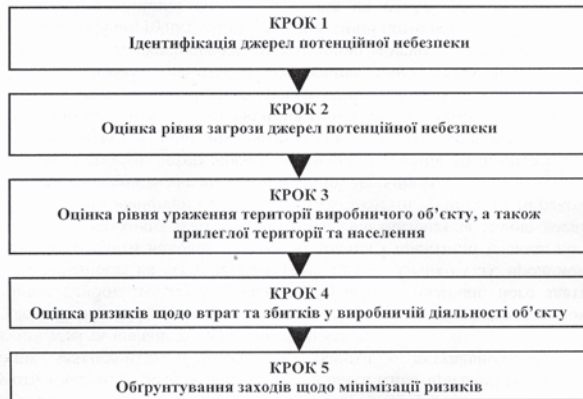 КРОК 1
Ідентифікація джерел потенційної небезпеки
КРОК 2
Оцінка рівня загрози джерел потенційної небезпеки
КРОК 3
Оцінка рівня ураження території виробничого об’єкту, а також
прилеглої території та населення
КРОК 4
Оцінка ризиків щодо втрат та збитків у виробничій діяльності об’єкту
КРОК 5
Обґрунтування заходів щодо мінімізації ризиків